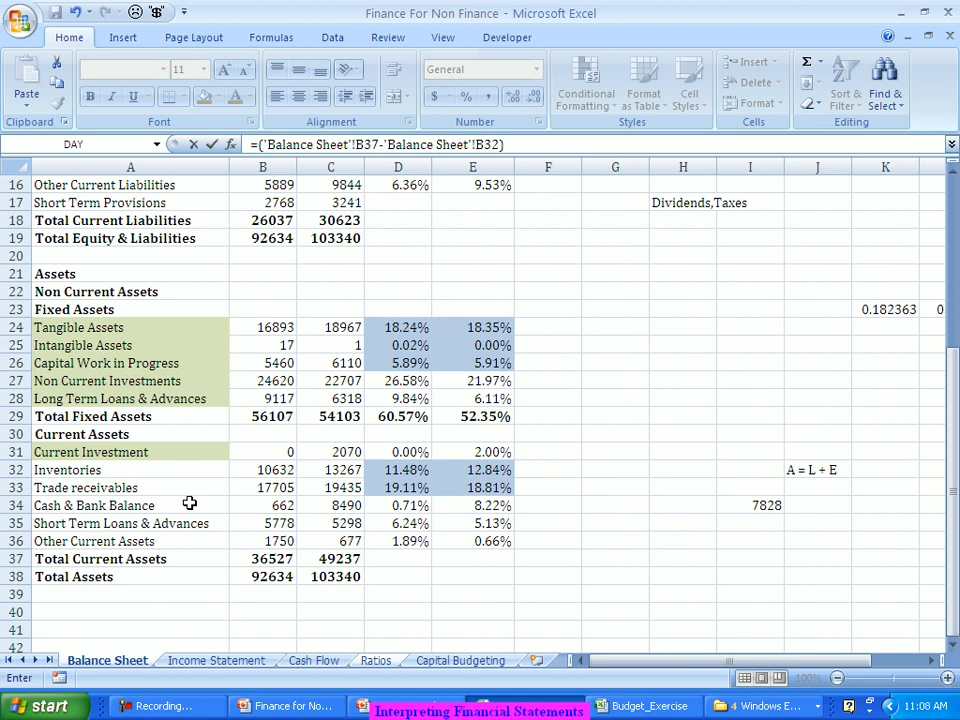 Finance For Non Finance - Microsoft Excel
Home Insert Page Layout Formulas Data Review View Developer
Paste
11
General
Conditional Formatting
Format as Table
Cell Styles
Insert
Delete
Format
Sort & Filter
Find & Select
Clipboard Font Alignment Number Styles Cells Editing
DAY =('Balance Sheet'!B37-'Balance Sheet'!B32)
A B C D E F G H I J K
16 Other Current Liabilities 5889 9844 6.36% 9.53%
17 Short Term Provisions 2768 3241 Dividends,Taxes
18 Total Current Liabilities 26037 30623
19 Total Equity & Liabilities 92634 103340
20
21 Assets
22 Non Current Assets
23 Fixed Assets 0.182363 0
24 Tangible Assets 16893 18967 18.24% 18.35%
25 Intangible Assets 17 1 0.02% 0.00%
26 Capital Work in Progress 5460 6110 5.89% 5.91%
27 Non Current Investments 24620 22707 26.58% 21.97%
28 Long Term Loans & Advances 9117 6318 9.84% 6.11%
29 Total Fixed Assets 56107 54103 60.57% 52.35%
30 Current Assets
31 Current Investment 0 2070 0.00% 2.00%
32 Inventories 10632 13267 11.48% 12.84% A = L + E
33 Trade receivables 17705 19435 19.11% 18.81%
34 Cash & Bank Balance 662 8490 0.71% 8.22% 7828
35 Short Term Loans & Advances 5778 5298 6.24% 5.13%
36 Other Current Assets 1750 677 1.89% 0.66%
37 Total Current Assets 36527 49237
38 Total Assets 92634 103340
39
40
41
42
Balance Sheet Income Statement Cash Flow Ratios Capital Budgeting
Enter 100%
start Recording... Finance for No... Budget_Exercise 4 Windows E... 11:08 AM
Interpreting Financial Statements